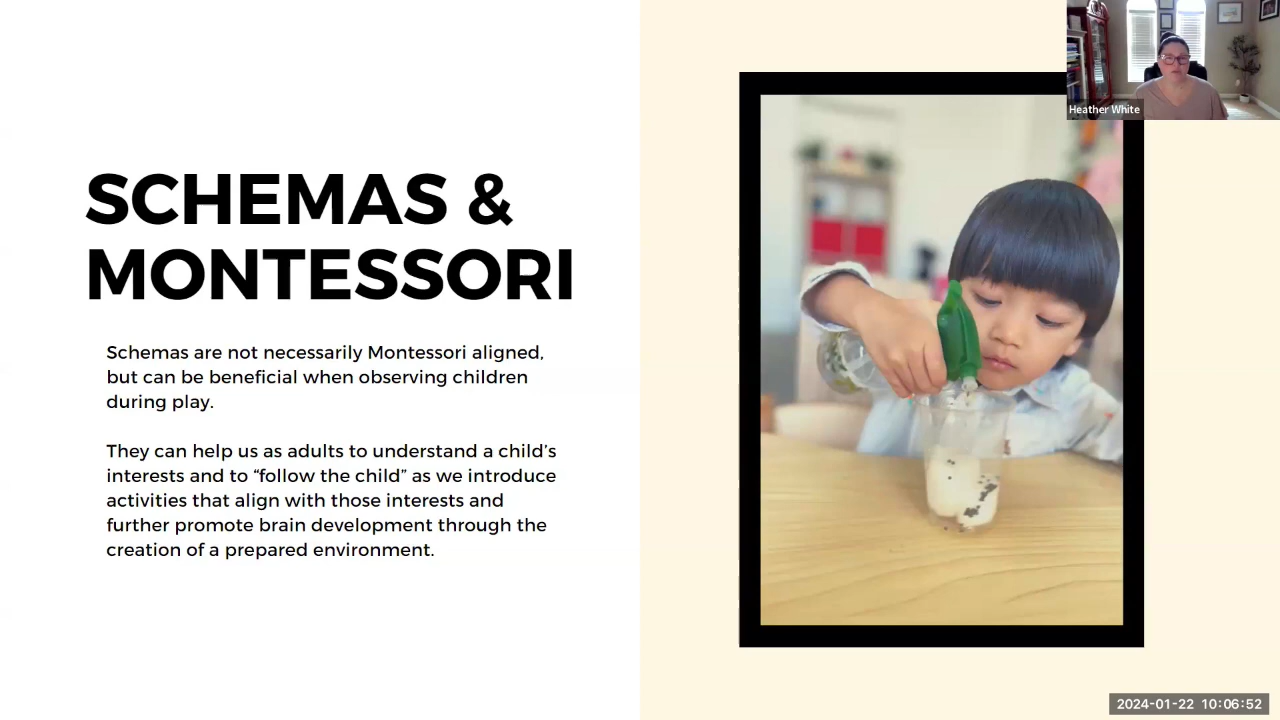 SCHEMAS &
MONTESSORI
Schemas are not necessarily Montessori aligned,
but can be beneficial when observing children
during play.
They can help us as adults to understand a child's
interests and to “follow the child” as we introduce
activities that align with those interests and
further promote brain development through the
creation of a prepared environment.
Heather White
2024-01-22 10:06:52